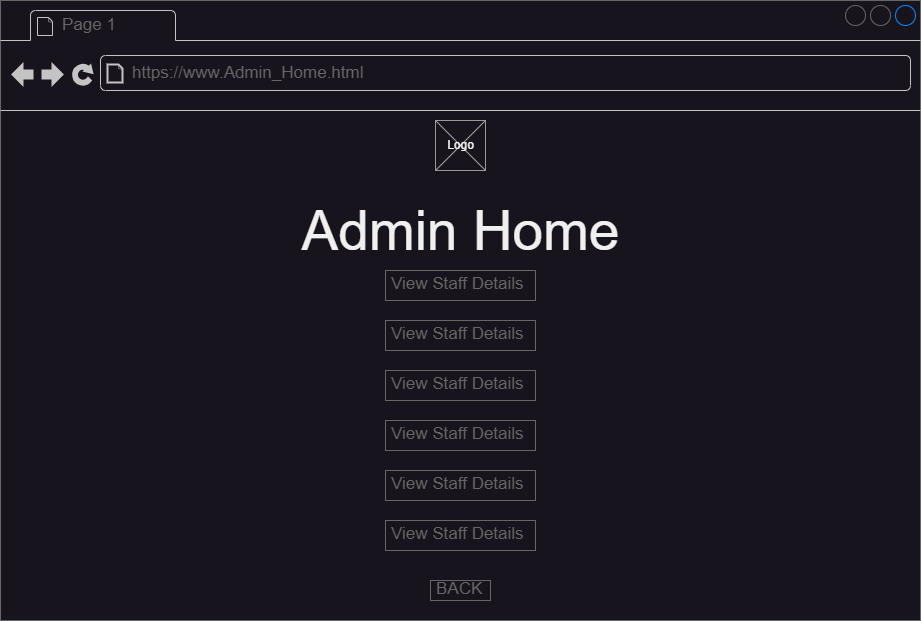 Page 1
https://www.Admin_Home.html
Logo
Admin Home
View Staff Details
View Staff Details
View Staff Details
View Staff Details
View Staff Details
View Staff Details
BACK